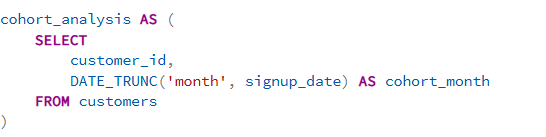 cohort_analysis AS (
    SELECT
        customer_id,
        DATE_TRUNC('month', signup_date) AS cohort_month
    FROM customers
)